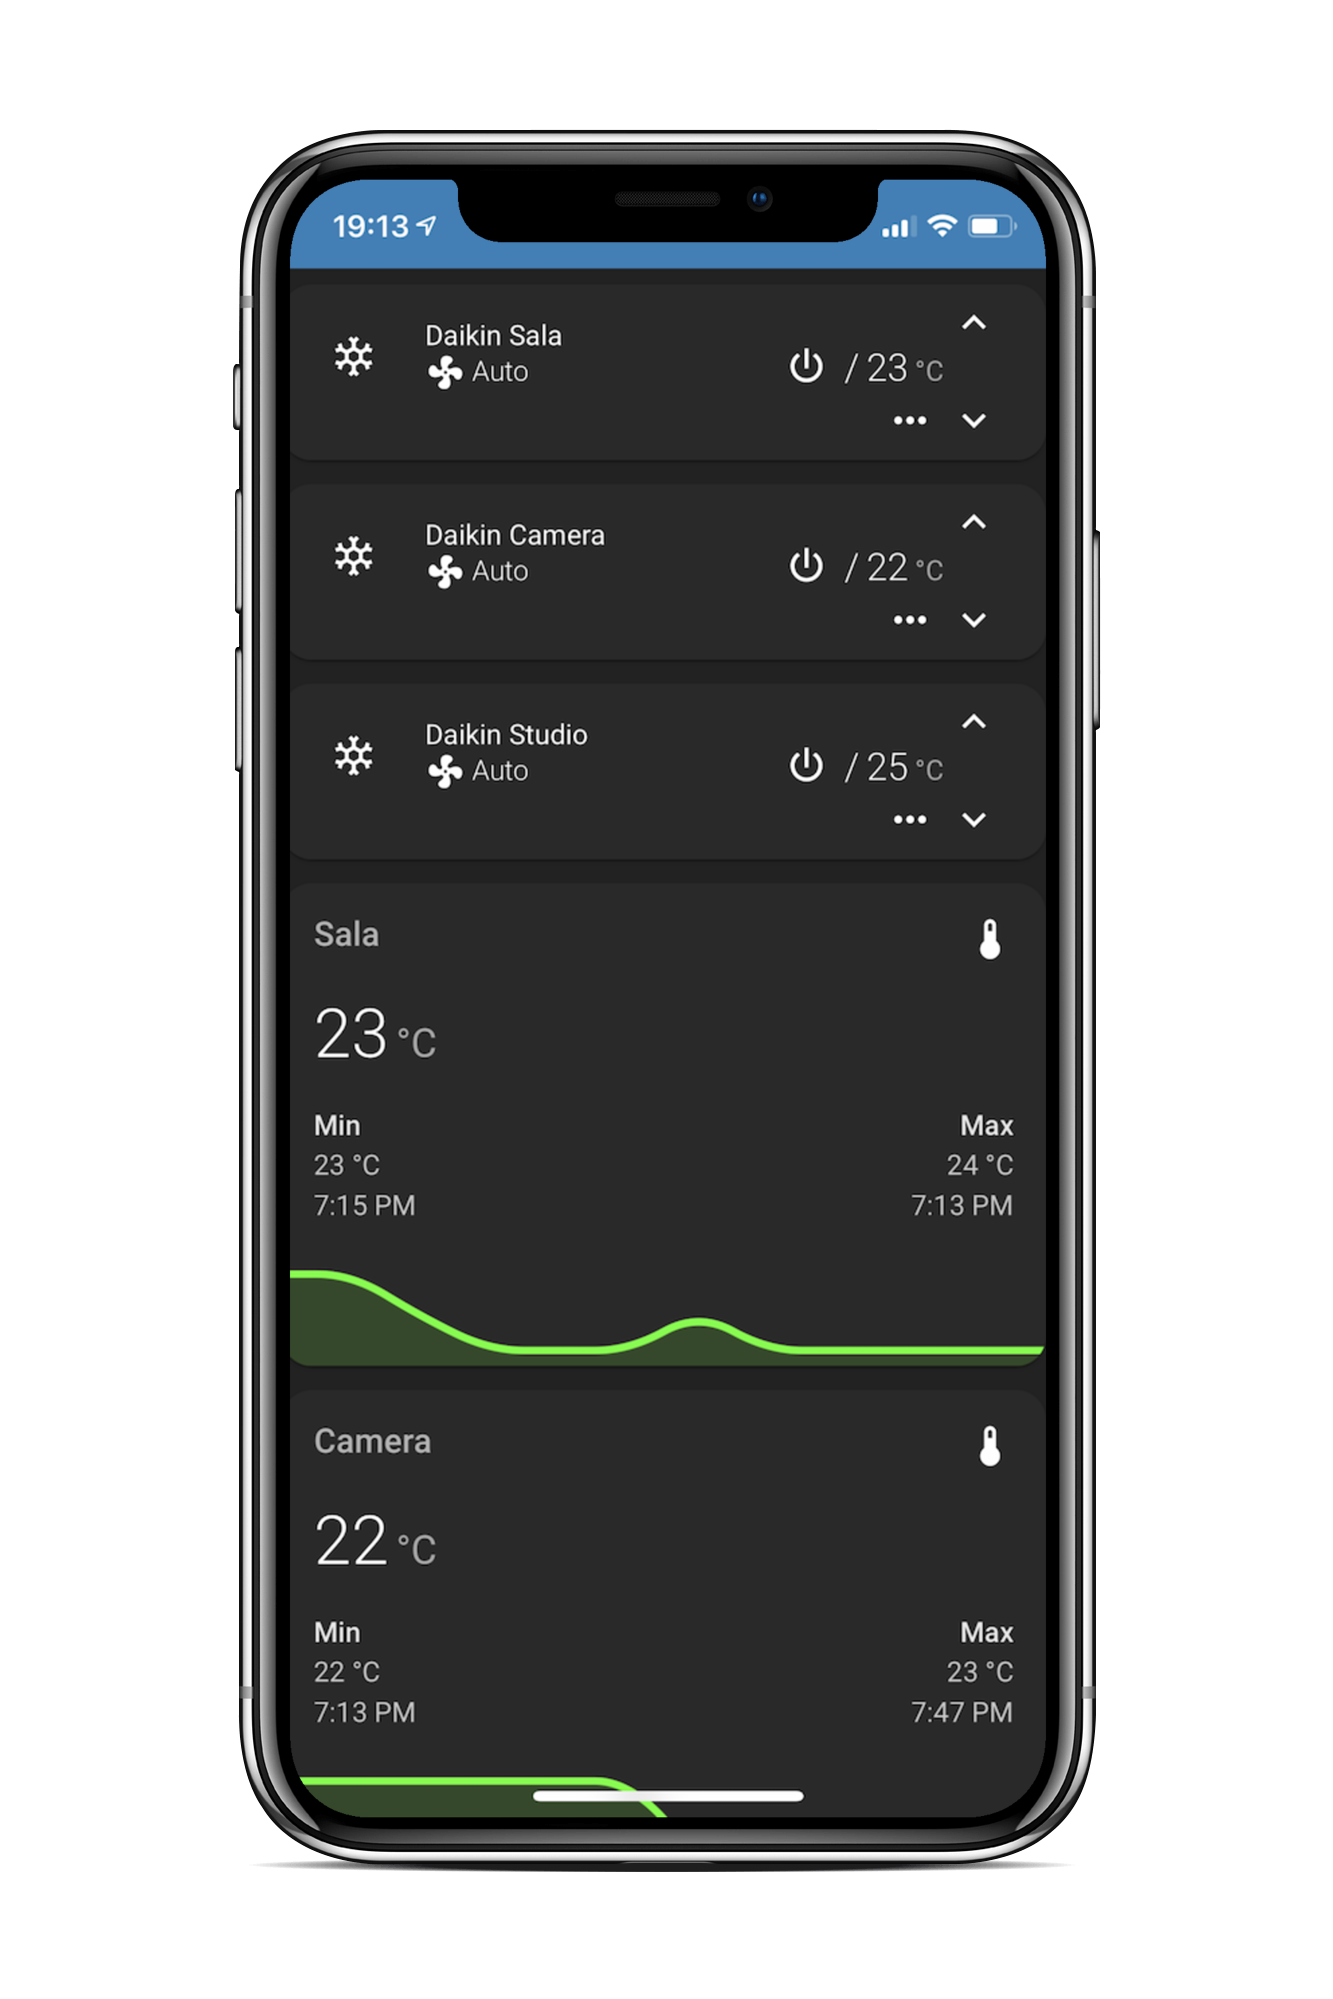 19:13
Daikin Sala
Auto
/ 23 °C
Daikin Camera
Auto
/ 22 °C
Daikin Studio
Auto
/ 25 °C
Sala
23 °C
Min Max
23 °C 24 °C
7:15 PM 7:13 PM
Camera
22 °C
Min Max
22 °C 23 °C
7:13 PM 7:47 PM